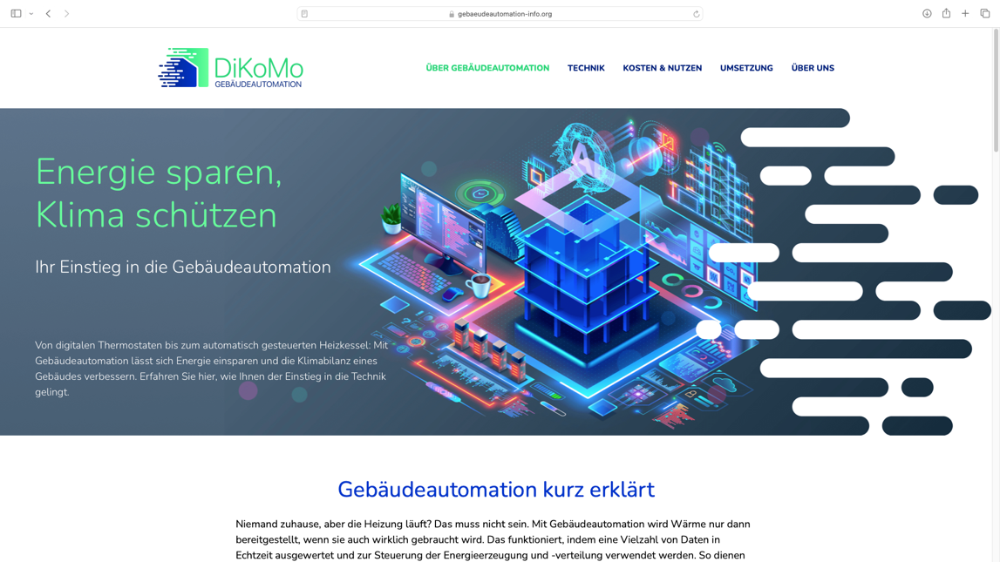 gebaeudeautomation-info.org
DiKoMo
GEBÄUDEAUTOMATION
ÜBER GEBÄUDEAUTOMATION
TECHNIK
KOSTEN & NUTZEN
UMSETZUNG
ÜBER UNS
Energie sparen,
Klima schützen
Ihr Einstieg in die Gebäudeautomation
Von digitalen Thermostaten bis zum automatisch gesteuerten Heizkessel: Mit
Gebäudeautomation lässt sich Energie einsparen und die Klimabilanz eines
Gebäudes verbessern. Erfahren Sie hier, wie Ihnen der Einstieg in die Technik
gelingt.
Gebäudeautomation kurz erklärt
Niemand zuhause, aber die Heizung läuft? Das muss nicht sein. Mit Gebäudeautomation wird Wärme nur dann
bereitgestellt, wenn sie auch wirklich gebraucht wird. Das funktioniert, indem eine Vielzahl von Daten in
Echtzeit ausgewertet und zur Steuerung der Energieerzeugung und -verteilung verwendet werden. So dienen